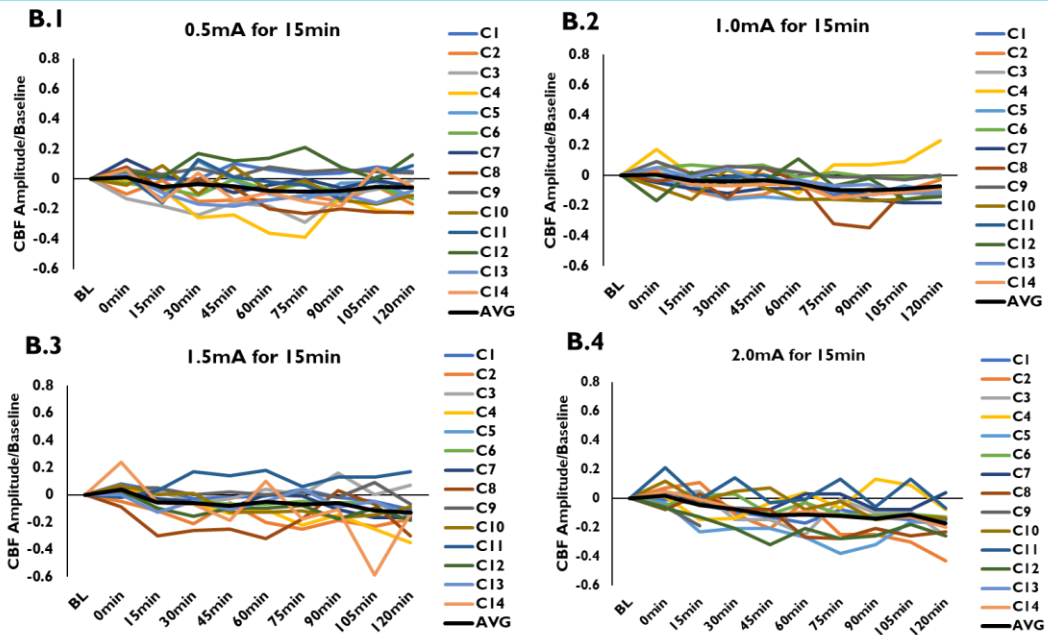 B.1
0.5mA for 15min
CBF Amplitude/Baseline
0.8
0.6
0.4
0.2
0
-0.2
-0.4
-0.6
BL
0min
15min
30min
45min
60min
75min
90min
105min
120min
C1
C2
C3
C4
C5
C6
C7
C8
C9
C10
C11
C12
C13
C14
AVG
B.2
1.0mA for 15min
CBF Amplitude/Baseline
0.8
0.6
0.4
0.2
0
-0.2
-0.4
-0.6
BL
0min
15min
30min
45min
60min
75min
90min
105min
120min
C1
C2
C3
C4
C5
C6
C7
C8
C9
C10
C11
C12
C13
C14
AVG
B.3
1.5mA for 15min
CBF Amplitude/Baseline
0.8
0.6
0.4
0.2
0
-0.2
-0.4
-0.6
BL
0min
15min
30min
45min
60min
75min
90min
105min
120min
C1
C2
C3
C4
C5
C6
C7
C8
C9
C10
C11
C12
C13
C14
AVG
B.4
2.0mA for 15min
CBF Amplitude/Baseline
0.8
0.6
0.4
0.2
0
-0.2
-0.4
-0.6
BL
0min
15min
30min
45min
60min
75min
90min
105min
120min
C1
C2
C3
C4
C5
C6
C7
C8
C9
C10
C11
C12
C13
C14
AVG